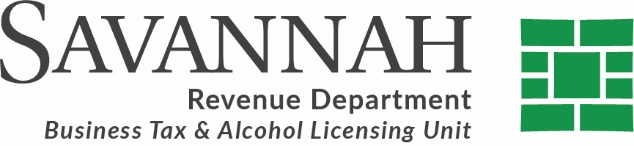 SAVANNAH
Revenue Department
Business Tax & Alcohol Licensing Unit